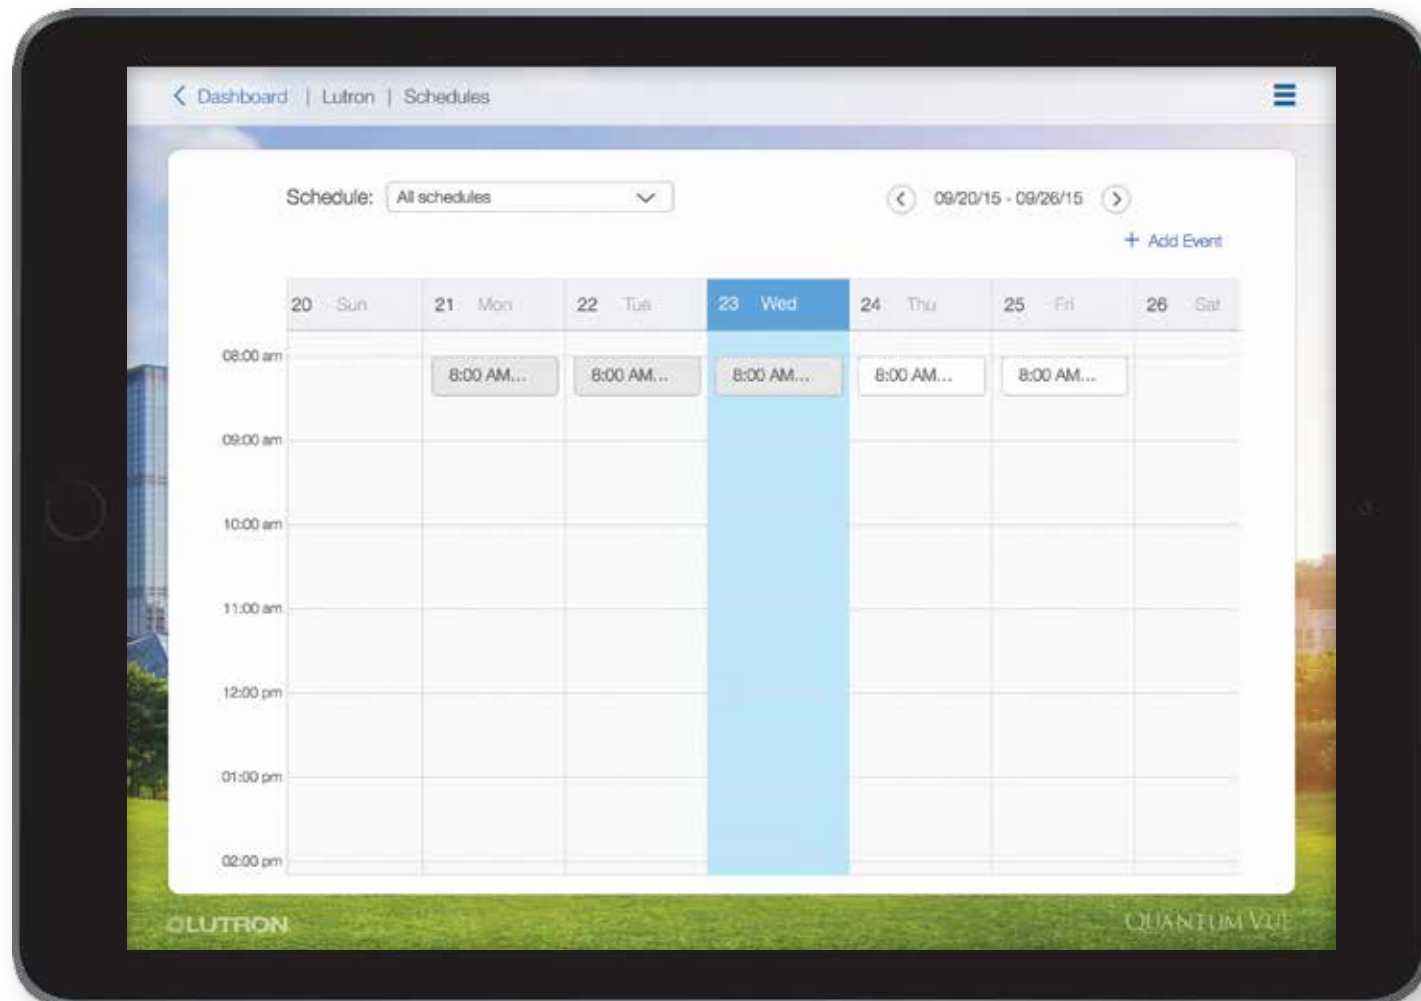 Dashboard | Lutron | Schedules
Schedule: All schedules 09/20/15 - 09/26/15
+ Add Event
20 Sun 21 Mon 22 Tue 23 Wed 24 Thu 25 Fri 26 Sat
08:00 am
8:00 AM... 8:00 AM... 8:00 AM... 8:00 AM... 8:00 AM...
09:00 am
10:00 am
11:00 am
12:00 pm
01:00 pm
02:00 pm
LUTRON QUANTUM VUE